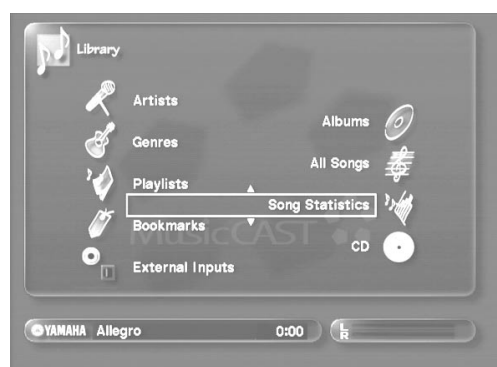 Library
Artists
Albums
Genres
All Songs
Playlists
Song Statistics
Bookmarks
MusicCAST
CD
External Inputs
YAMAHA Allegro 0:00 L
R